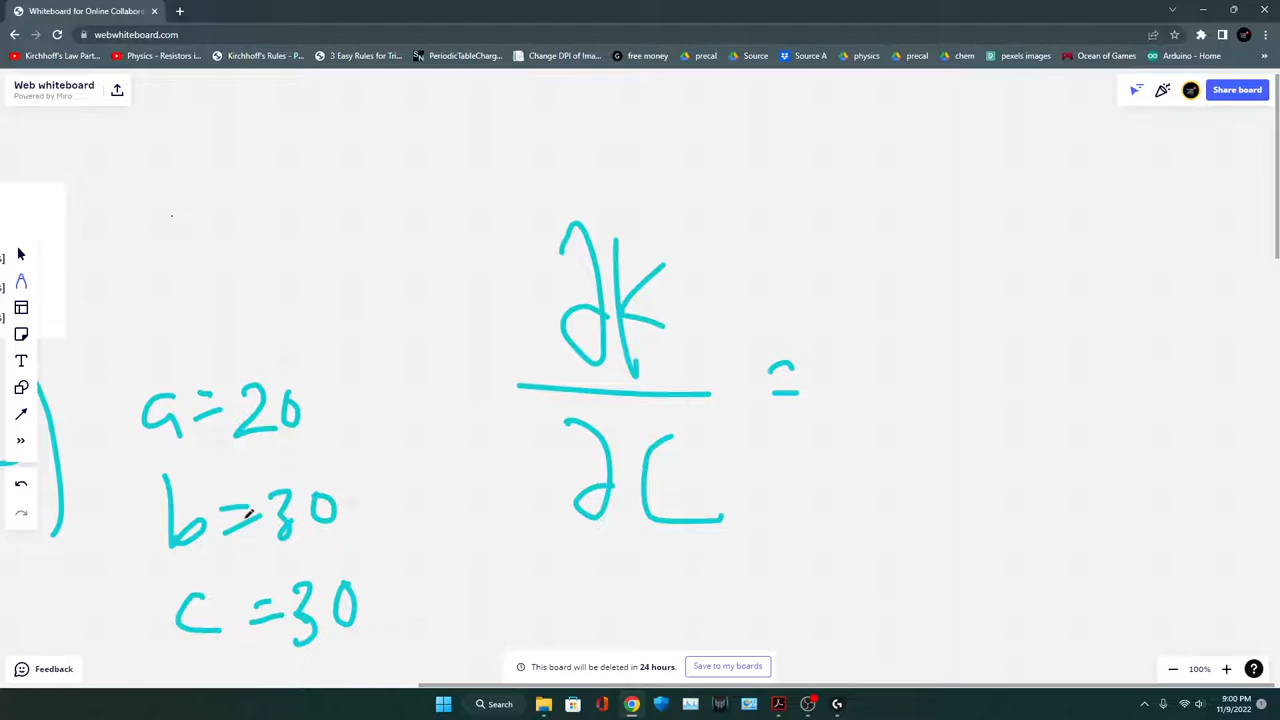 Whiteboard for Online Collabora
webwhiteboard.com
Kirchhoff's Law Part
Physics - Resistors i...
Kirchhoff's Rules - P...
3 Easy Rules for Tri...
PeriodicTableCharg...
Change DPI of Ima...
free money
precal
Source
Source A
physics
precal
chem
pexels images
Ocean of Games
Arduino - Home
Web whiteboard
Powered by Miro
Share board
s]
s]
s]
∂K
∂C
=
a=20
b=30
c=30
Feedback
This board will be deleted in 24 hours.
Save to my boards
100%
Search
9:00 PM
11/9/2022